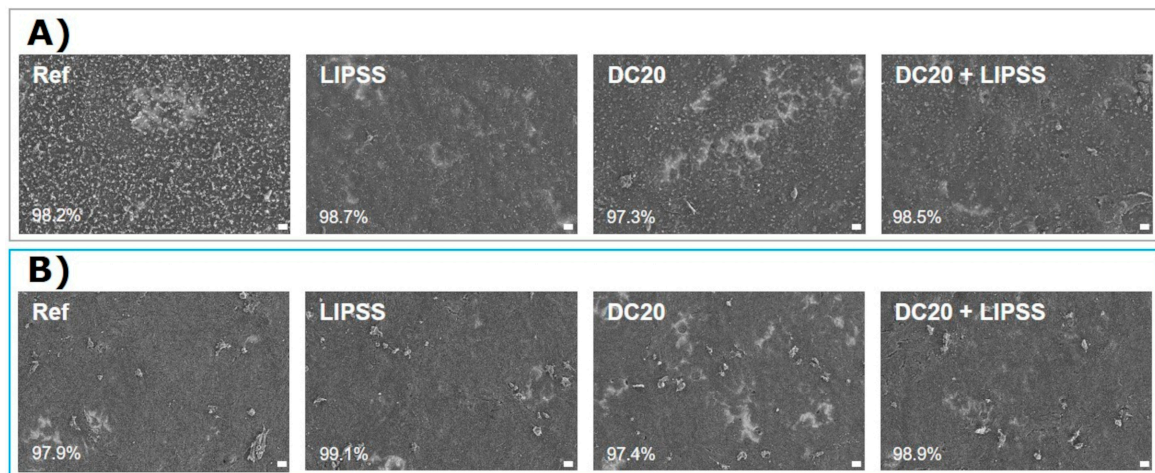 A)
Ref
LIPSS
DC20
DC20 + LIPSS
98.2%
98.7%
97.3%
98.5%
B)
Ref
LIPSS
DC20
DC20 + LIPSS
97.9%
99.1%
97.4%
98.9%